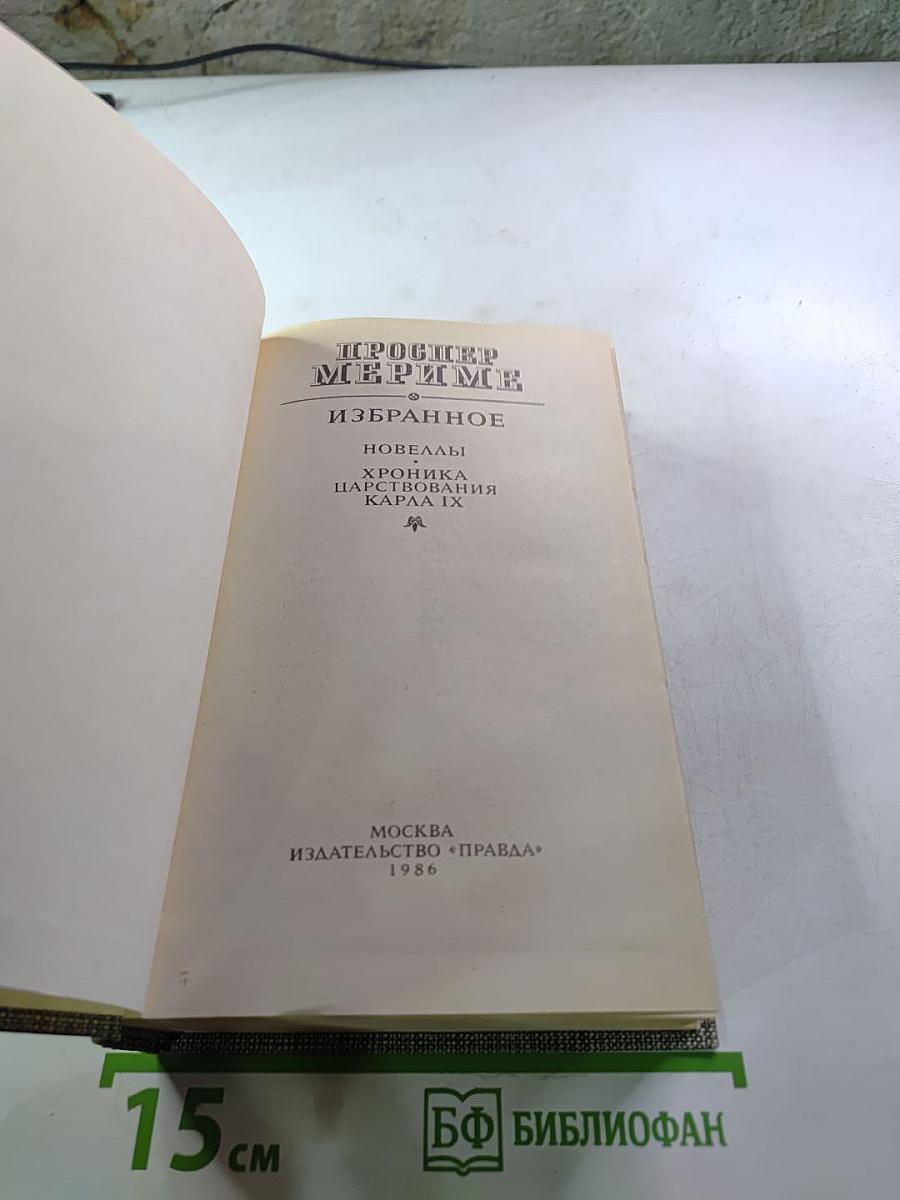 ПРОСПЕР
МЕРИМЕ
ИЗБРАННОЕ
НОВЕЛЛЫ
ХРОНИКА
ЦАРСТВОВАНИЯ
КАРЛА IX
МОСКВА
ИЗДАТЕЛЬСТВО «ПРАВДА»
1986
15 см
БФ БИБЛИОФАН